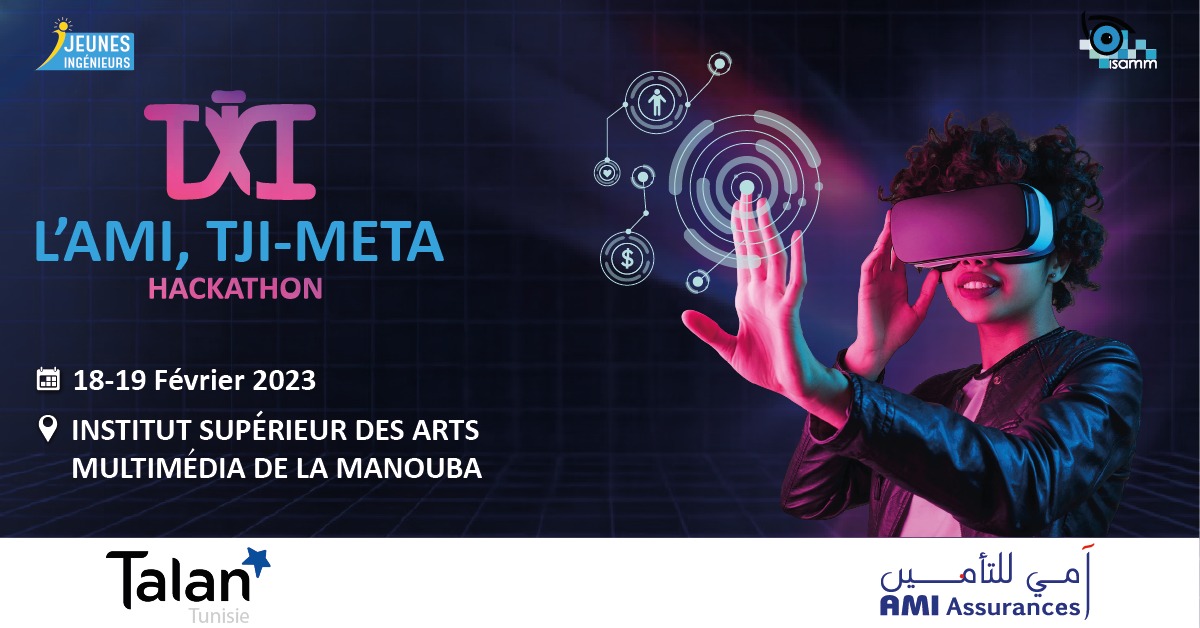 JEUNES
INGÉNIEURS
isamm
TJI
L'AMI, TJI-META
HACKATHON
$
18-19 Février 2023
INSTITUT SUPÉRIEUR DES ARTS
MULTIMÉDIA DE LA MANOUBA
Talan
Tunisie
آمي للتأمين
AMI Assurances